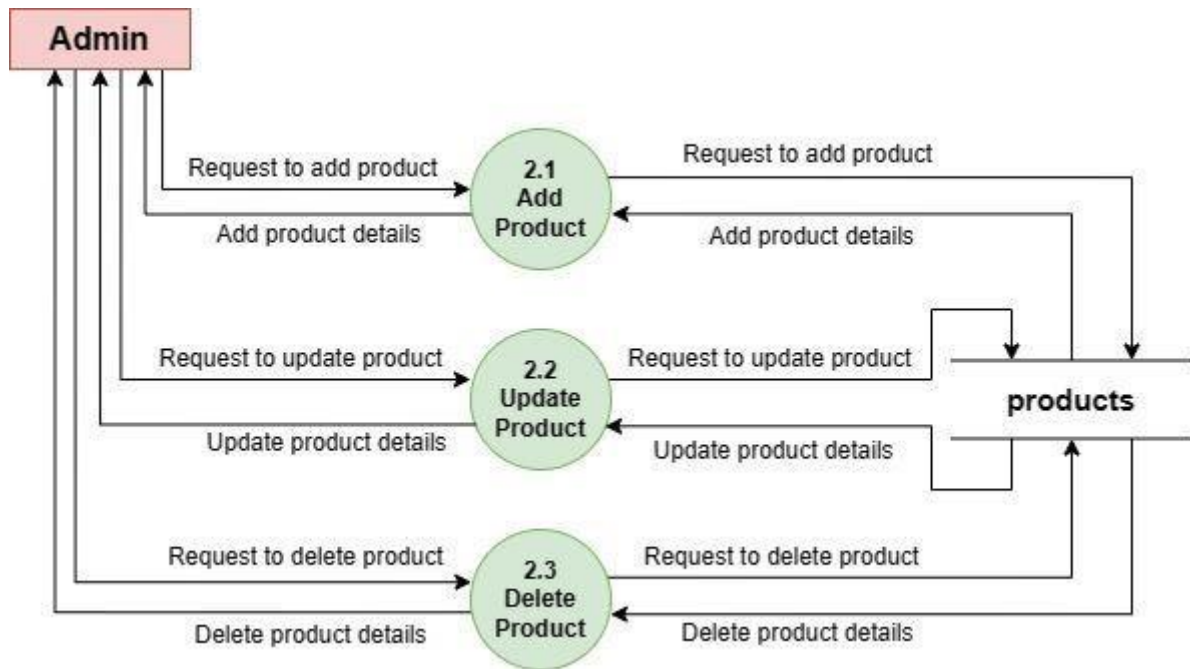 Admin
Request to add product
2.1
Add
Product
Request to add product
Add product details
Add product details
Request to update product
2.2
Update
Product
Request to update product
products
Update product details
Update product details
Request to delete product
2.3
Delete
Product
Request to delete product
Delete product details
Delete product details